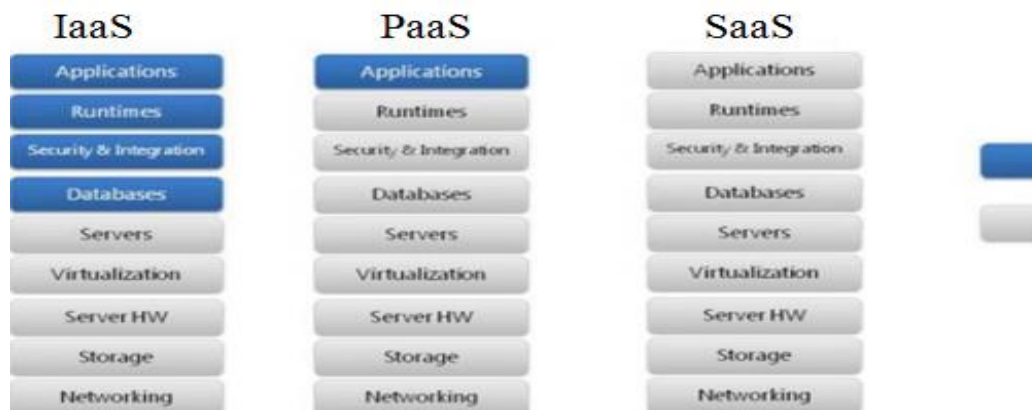 IaaS
PaaS
SaaS
Applications
Applications
Applications
Runtimes
Runtimes
Runtimes
Security & Integration
Security & Integration
Security & Integration
Databases
Databases
Databases
Servers
Servers
Servers
Virtualization
Virtualization
Virtualization
Server HW
Server HW
Server HW
Storage
Storage
Storage
Networking
Networking
Networking